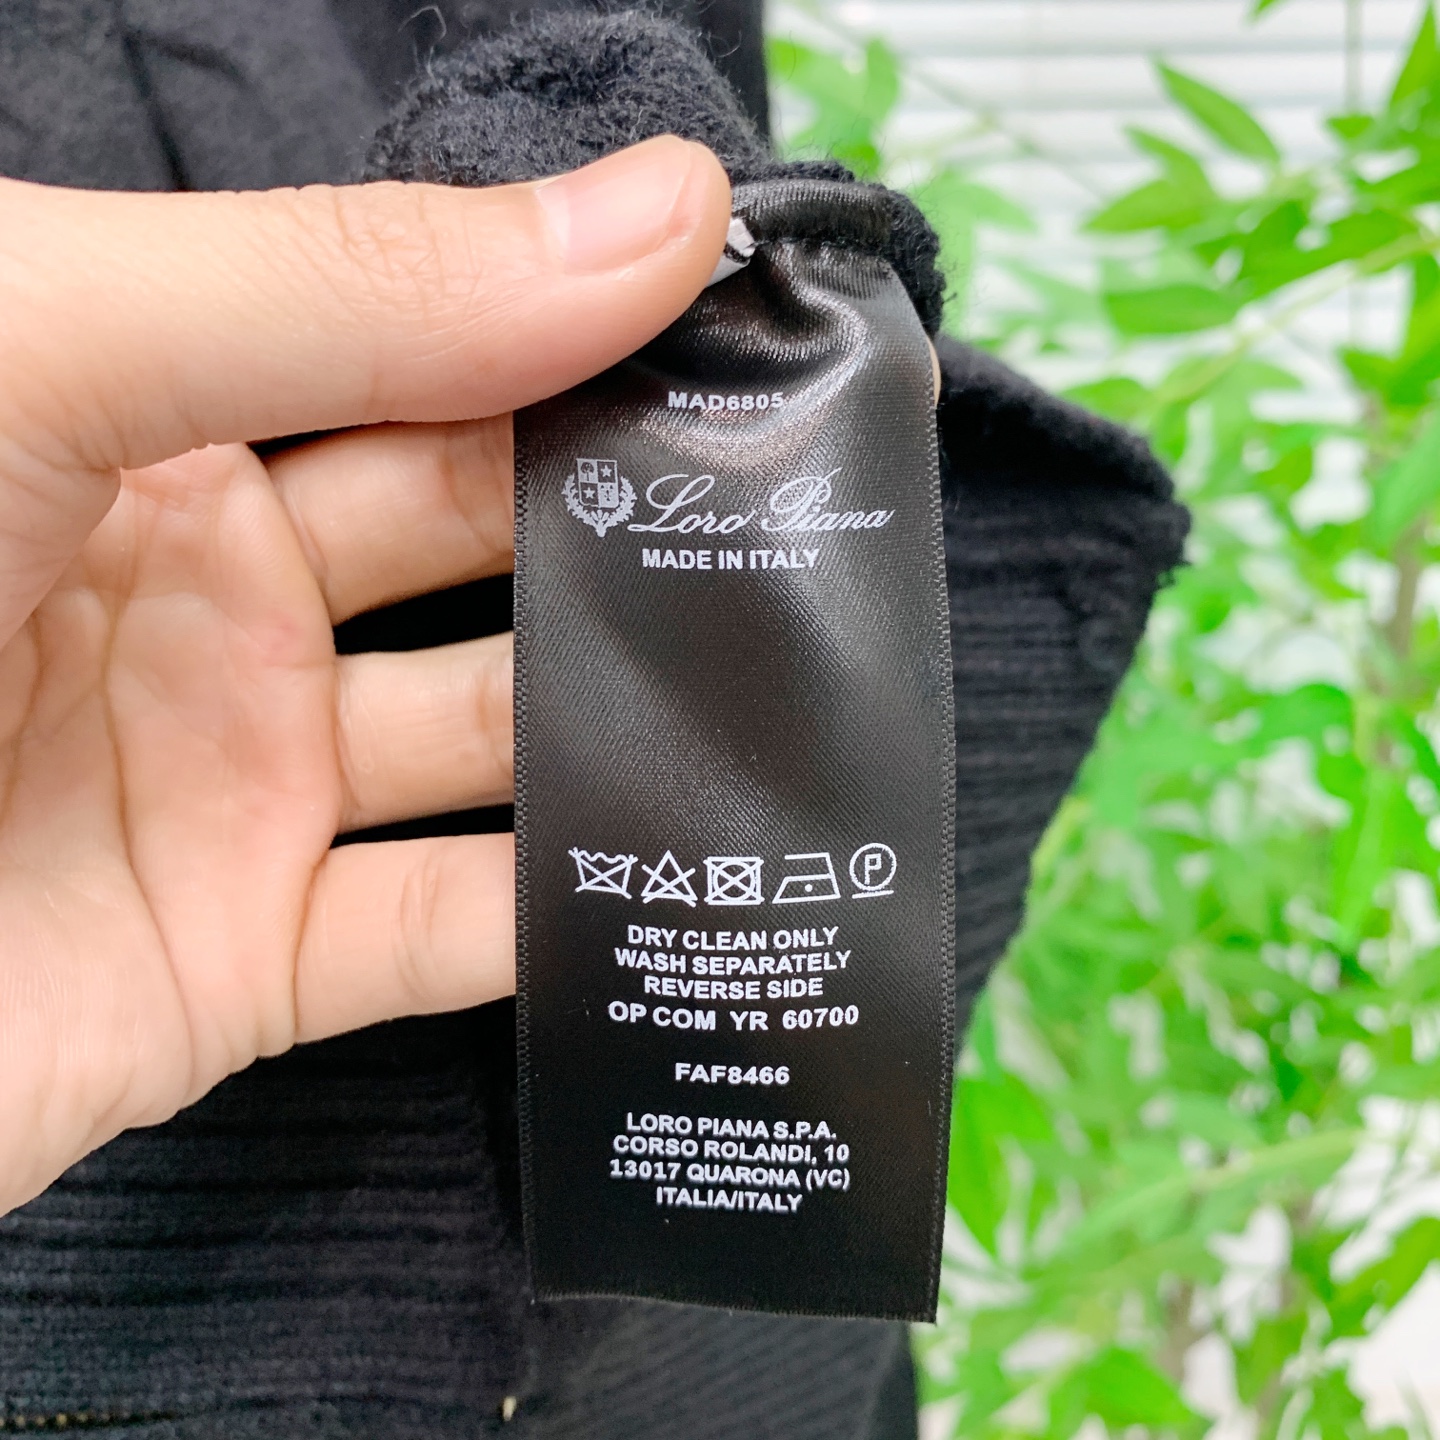 MAD6805
Loro Piana
MADE IN ITALY
P
DRY CLEAN ONLY
WASH SEPARATELY
REVERSE SIDE
OP COM YR 60700
FAF8466
LORO PIANA S.P.A.
CORSO ROLANDI, 10
13017 QUARONA (VC)
ITALIA/ITALY